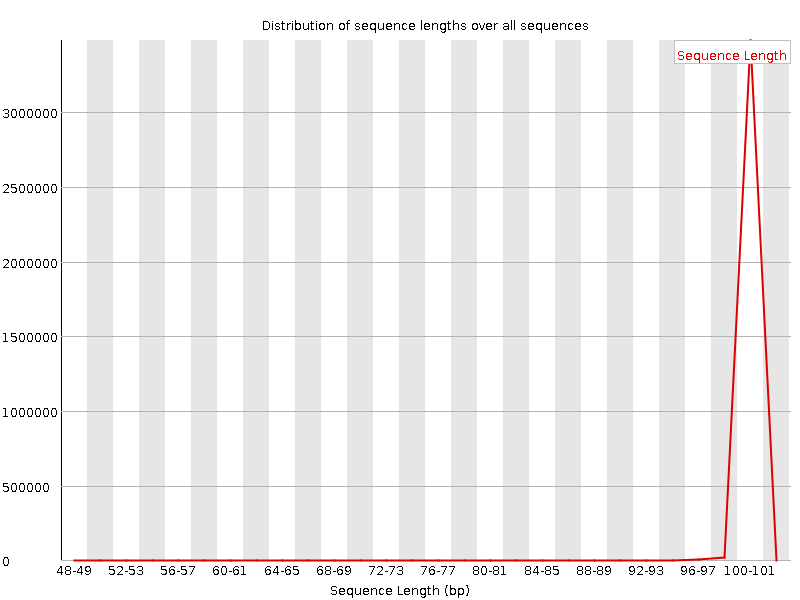 Distribution of sequence lengths over all sequences
Sequence Length
3000000
2500000
2000000
1500000
1000000
500000
0
48-49 52-53 56-57 60-61 64-65 68-69 72-73 76-77 80-81 84-85 88-89 92-93 96-97 100-101
Sequence Length (bp)